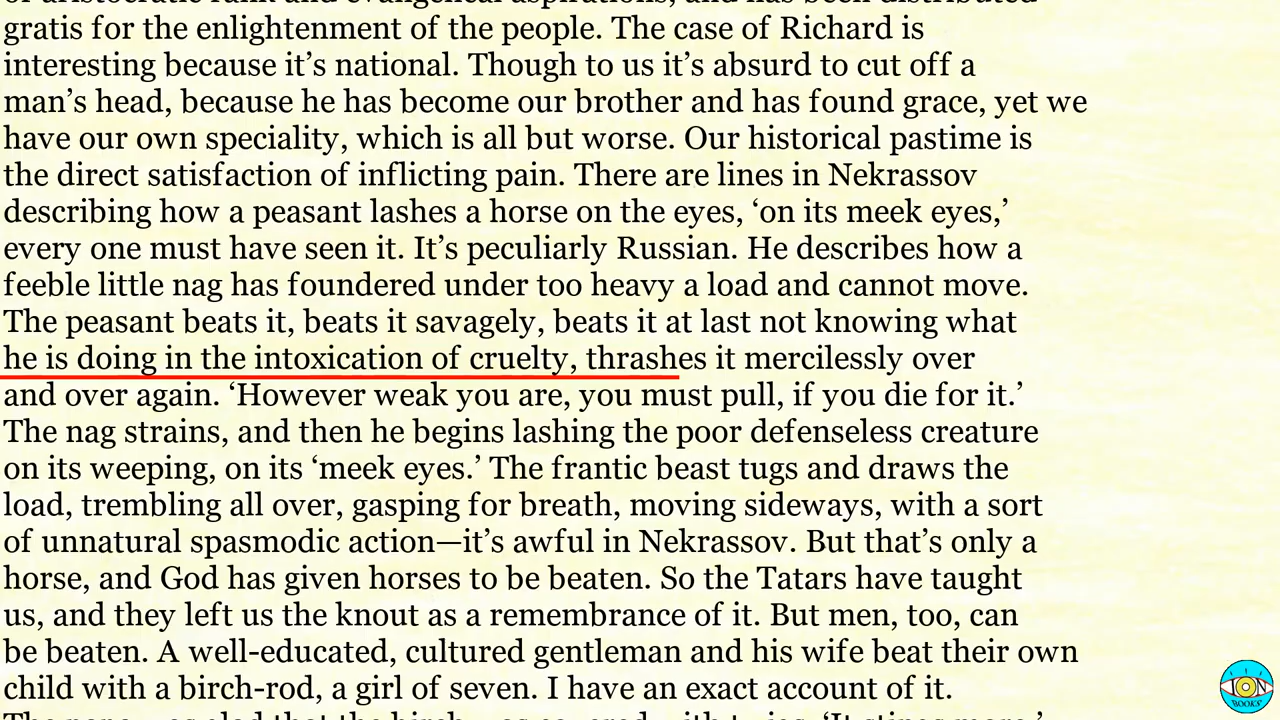 of aristocratic rank and evangelical aspirations, and has been distributed
gratis for the enlightenment of the people. The case of Richard is
interesting because it’s national. Though to us it’s absurd to cut off a
man’s head, because he has become our brother and has found grace, yet we
have our own speciality, which is all but worse. Our historical pastime is
the direct satisfaction of inflicting pain. There are lines in Nekrassov
describing how a peasant lashes a horse on the eyes, ‘on its meek eyes,’
every one must have seen it. It’s peculiarly Russian. He describes how a
feeble little nag has foundered under too heavy a load and cannot move.
The peasant beats it, beats it savagely, beats it at last not knowing what
he is doing in the intoxication of cruelty, thrashes it mercilessly over
and over again. ‘However weak you are, you must pull, if you die for it.’
The nag strains, and then he begins lashing the poor defenseless creature
on its weeping, on its ‘meek eyes.’ The frantic beast tugs and draws the
load, trembling all over, gasping for breath, moving sideways, with a sort
of unnatural spasmodic action—it’s awful in Nekrassov. But that’s only a
horse, and God has given horses to be beaten. So the Tatars have taught
us, and they left us the knout as a remembrance of it. But men, too, can
be beaten. A well-educated, cultured gentleman and his wife beat their own
child with a birch-rod, a girl of seven. I have an exact account of it.
ION
BOOKS